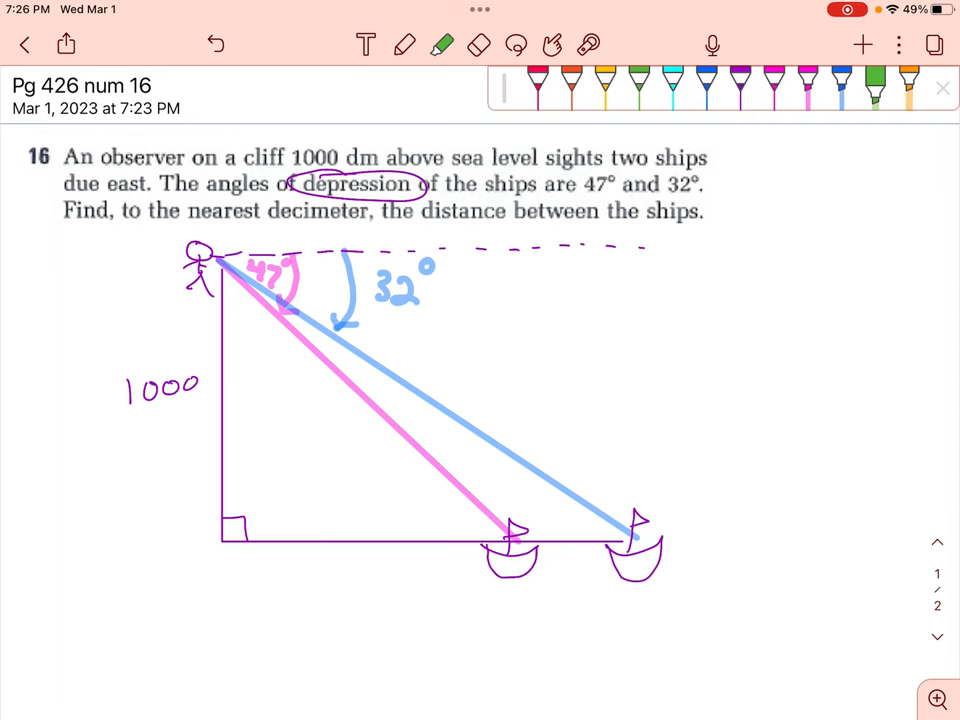 7:26 PM Wed Mar 1
49%
T
Pg 426 num 16
Mar 1, 2023 at 7:23 PM
16 An observer on a cliff 1000 dm above sea level sights two ships
due east. The angles of depression of the ships are 47° and 32°.
Find, to the nearest decimeter, the distance between the ships.
47°
32°
1000
1
/
2